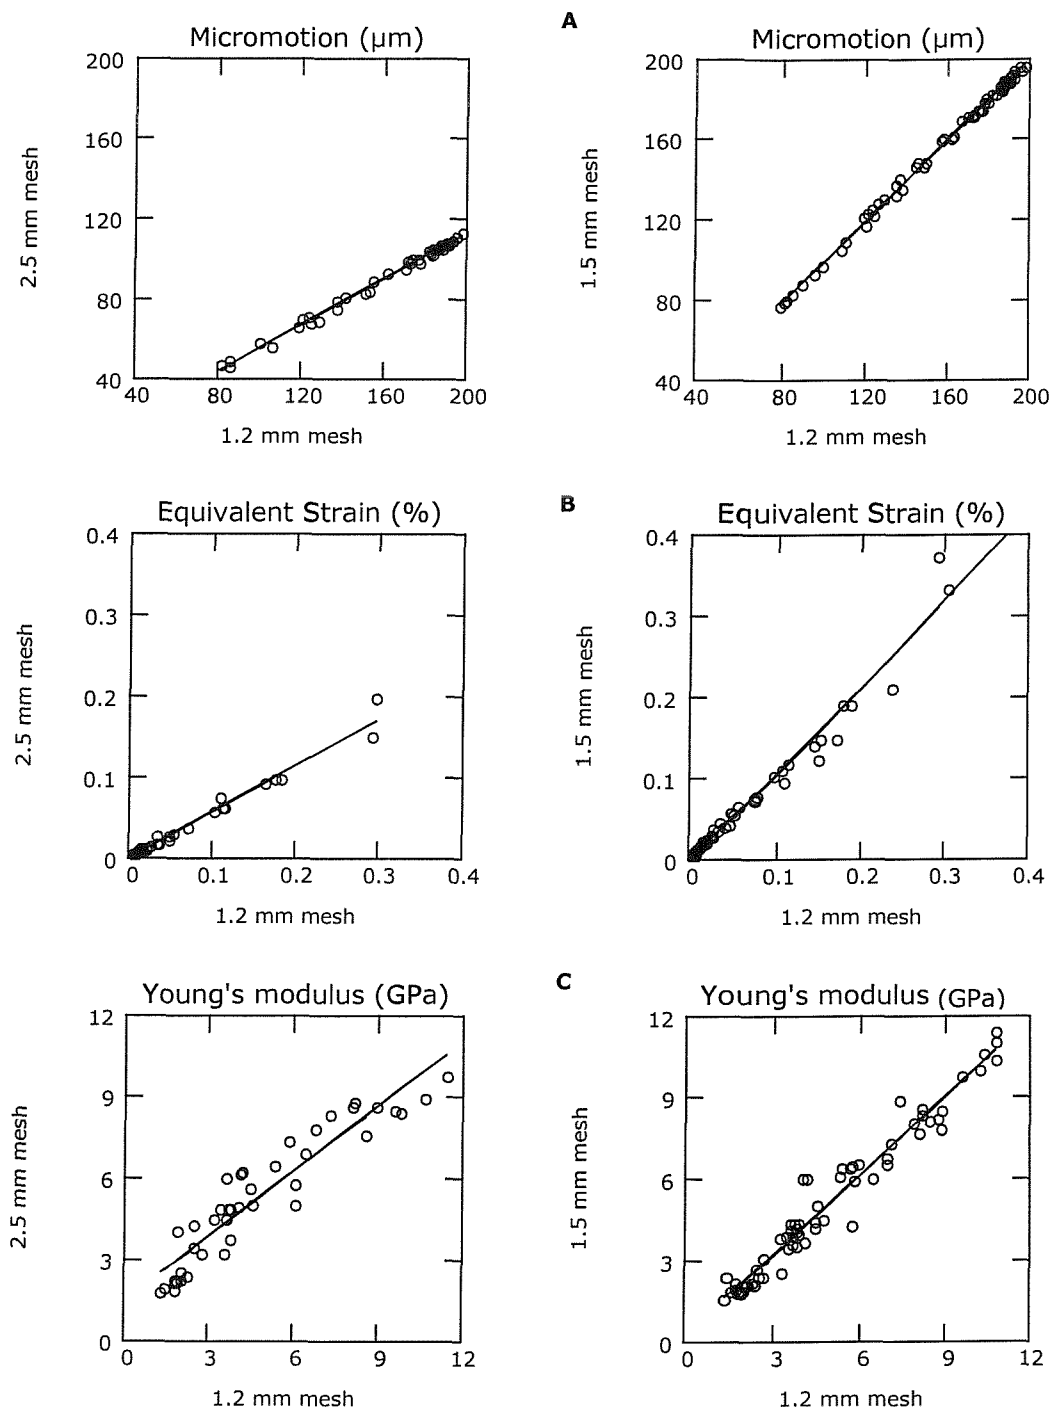 A
Micromotion (µm)
200
160
120
80
40
40 80 120 160 200
2.5 mm mesh
1.2 mm mesh
Micromotion (µm)
200
160
120
80
40
40 80 120 160 200
1.5 mm mesh
1.2 mm mesh
B
Equivalent Strain (%)
0.4
0.3
0.2
0.1
0
0 0.1 0.2 0.3 0.4
2.5 mm mesh
1.2 mm mesh
Equivalent Strain (%)
0.4
0.3
0.2
0.1
0
0 0.1 0.2 0.3 0.4
1.5 mm mesh
1.2 mm mesh
C
Young's modulus (GPa)
12
9
6
3
0
0 3 6 9 12
2.5 mm mesh
1.2 mm mesh
Young's modulus (GPa)
12
9
6
3
0
0 3 6 9 12
1.5 mm mesh
1.2 mm mesh